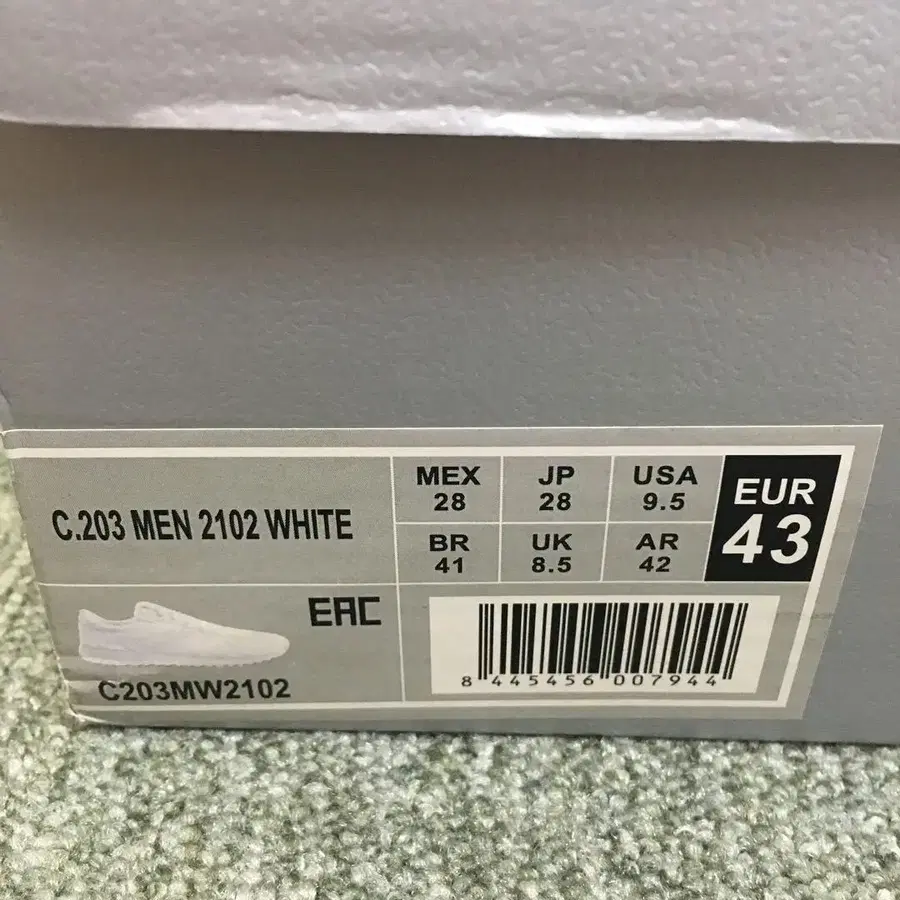 C.203 MEN 2102 WHITE
MEX
28
JP
28
USA
9.5
EUR
43
BR
41
UK
8.5
AR
42
EAC
C203MW2102
8 445456 007944